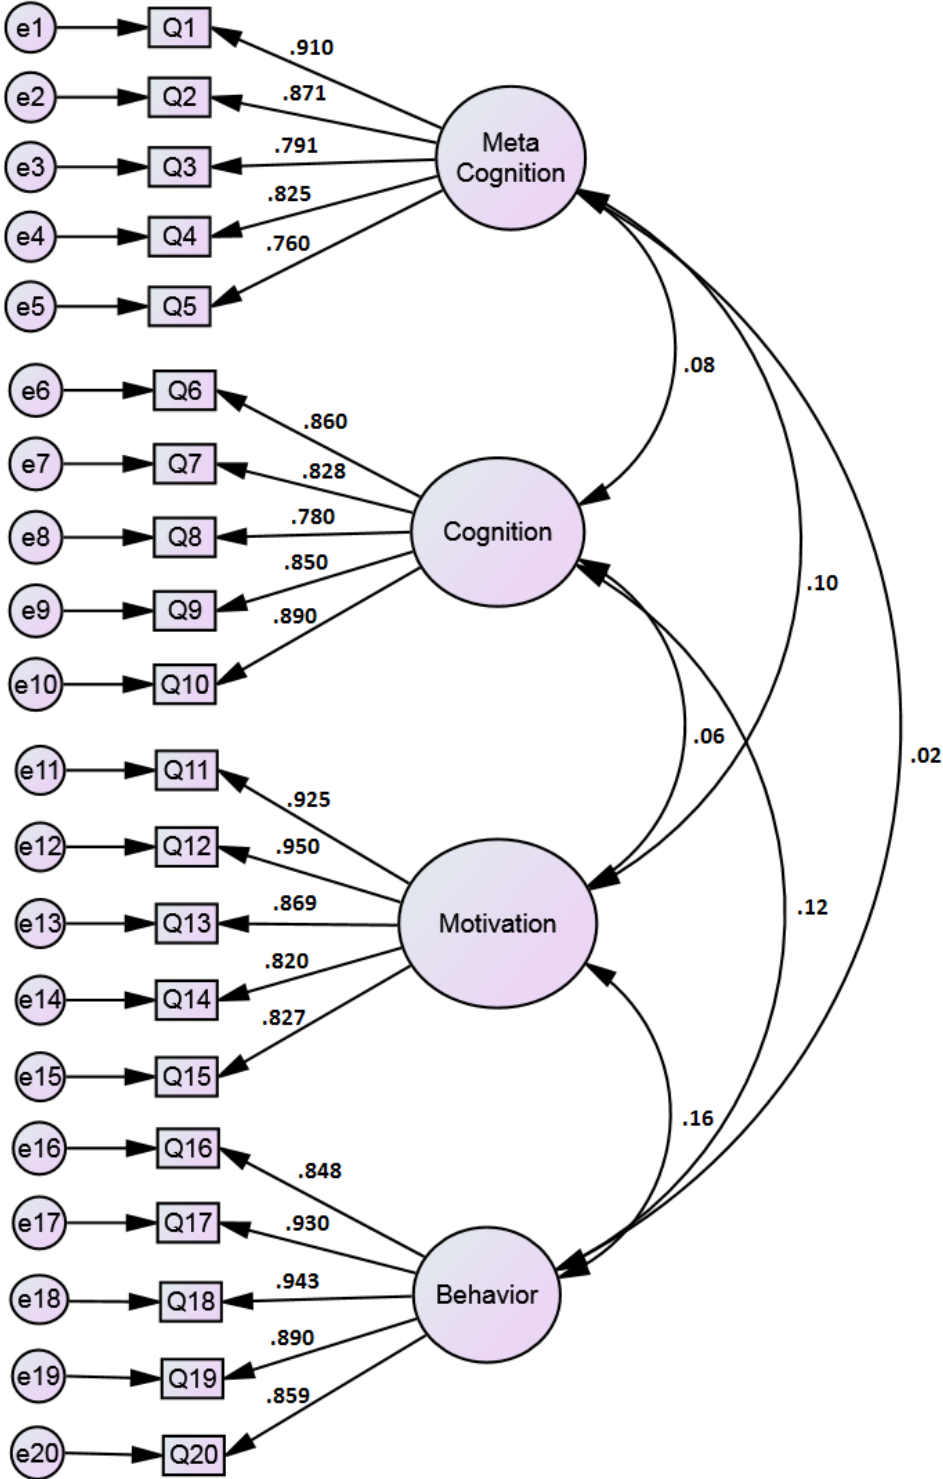 e1 Q1
.910
e2 Q2
.871
e3 Q3
.791
e4 Q4
.825
e5 Q5
.760
Meta
Cognition
.08
e6 Q6
.860
e7 Q7
.828
e8 Q8
.780
e9 Q9
.850
e10 Q10
.890
Cognition
.10
.06
.02
e11 Q11
.925
e12 Q12
.950
e13 Q13
.869
e14 Q14
.820
e15 Q15
.827
Motivation
.12
.16
e16 Q16
.848
e17 Q17
.930
e18 Q18
.943
e19 Q19
.890
e20 Q20
.859
Behavior